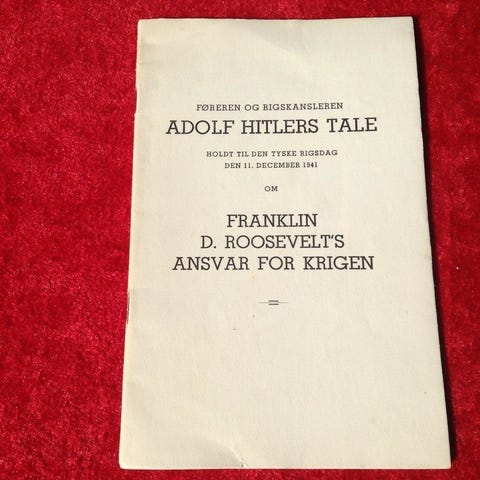 FØREREN OG RIGSKANSLEREN
ADOLF HITLERS TALE
HOLDT TIL DEN TYSKE RIGSDAG
DEN 11. DECEMBER 1941
OM
FRANKLIN
D. ROOSEVELT'S
ANSVAR FOR KRIGEN